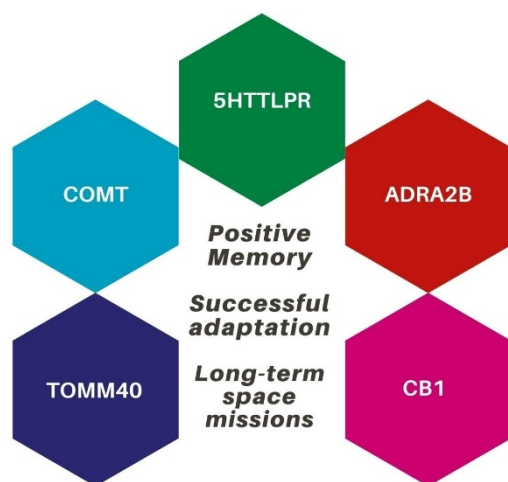 5HTTLPR
COMT
ADRA2B
Positive
Memory
Successful
adaptation
Long-term
space
missions
TOMM40
CB1